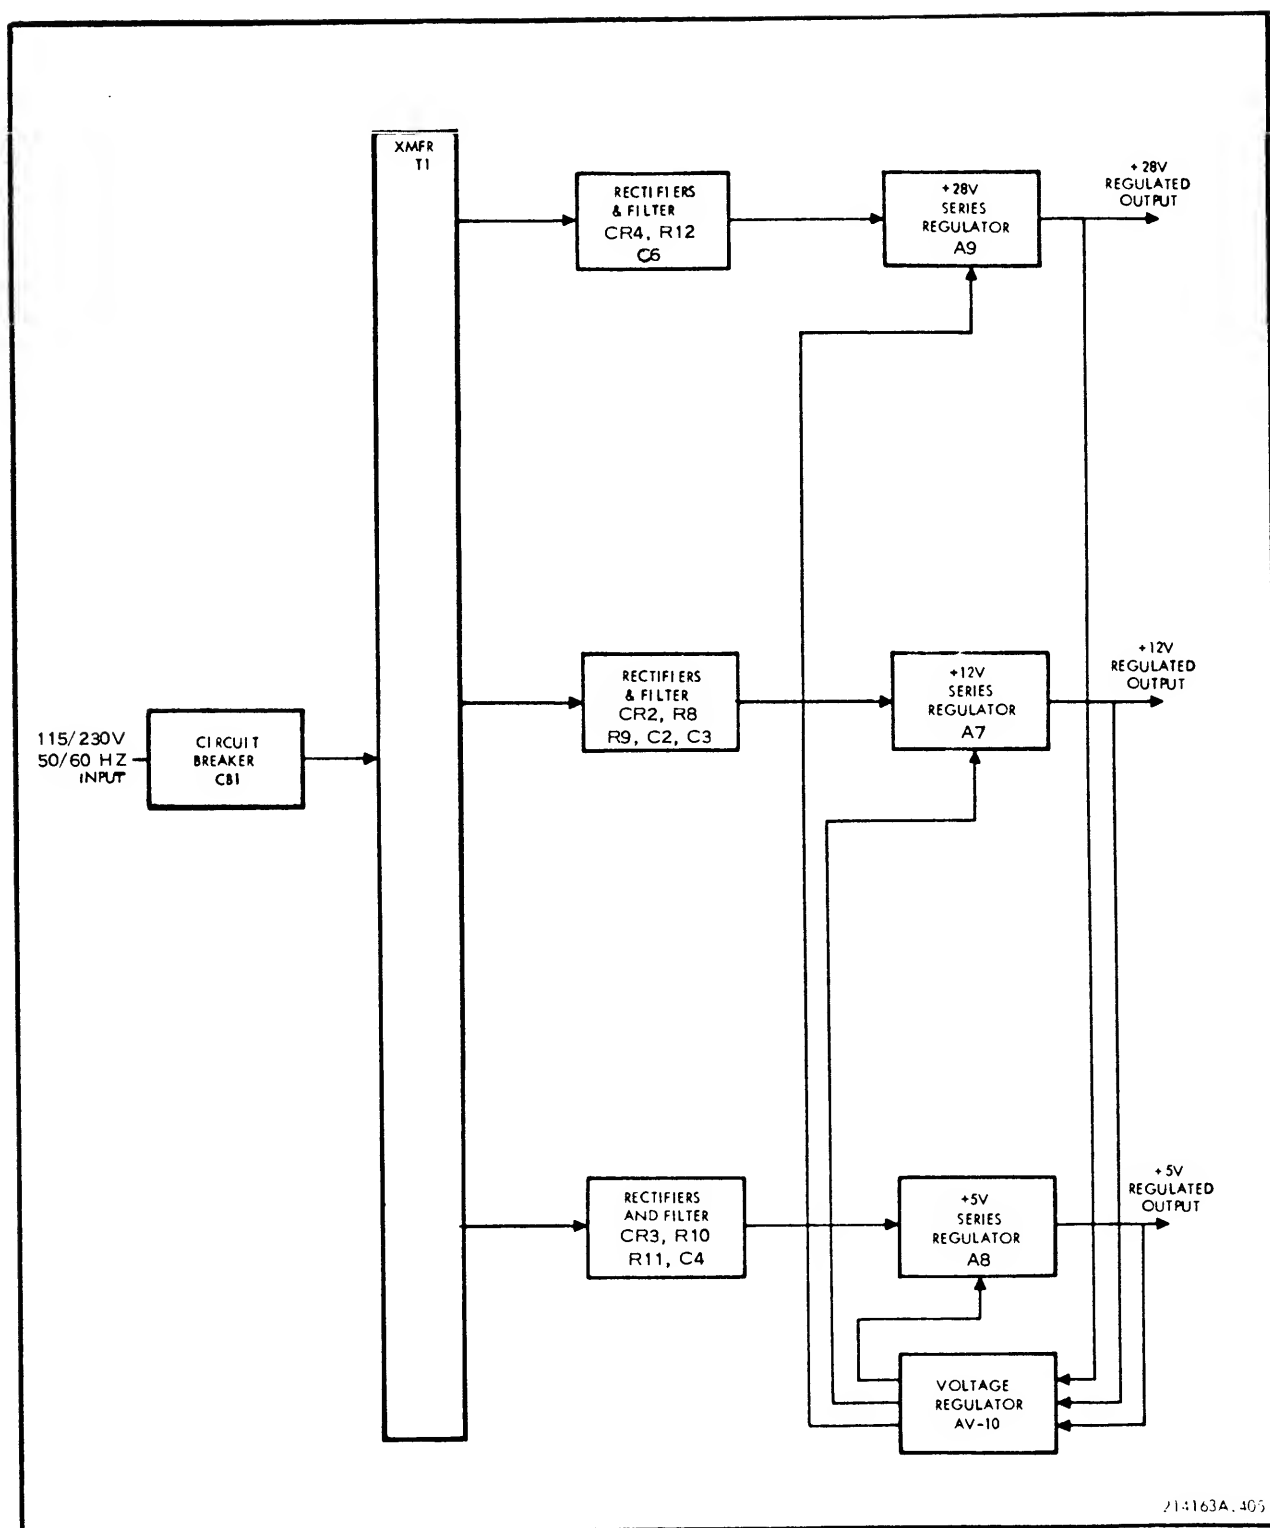 XMFR
T1
RECTIFIERS
& FILTER
CR4, R12
C6
+28V
SERIES
REGULATOR
A9
+28V
REGULATED
OUTPUT
115/230V
50/60 HZ
INPUT
CIRCUIT
BREAKER
CB1
RECTIFIERS
& FILTER
CR2, R8
R9, C2, C3
+12V
SERIES
REGULATOR
A7
+12V
REGULATED
OUTPUT
RECTIFIERS
AND FILTER
CR3, R10
R11, C4
+5V
SERIES
REGULATOR
A8
+5V
REGULATED
OUTPUT
VOLTAGE
REGULATOR
AV-10
214163A.405